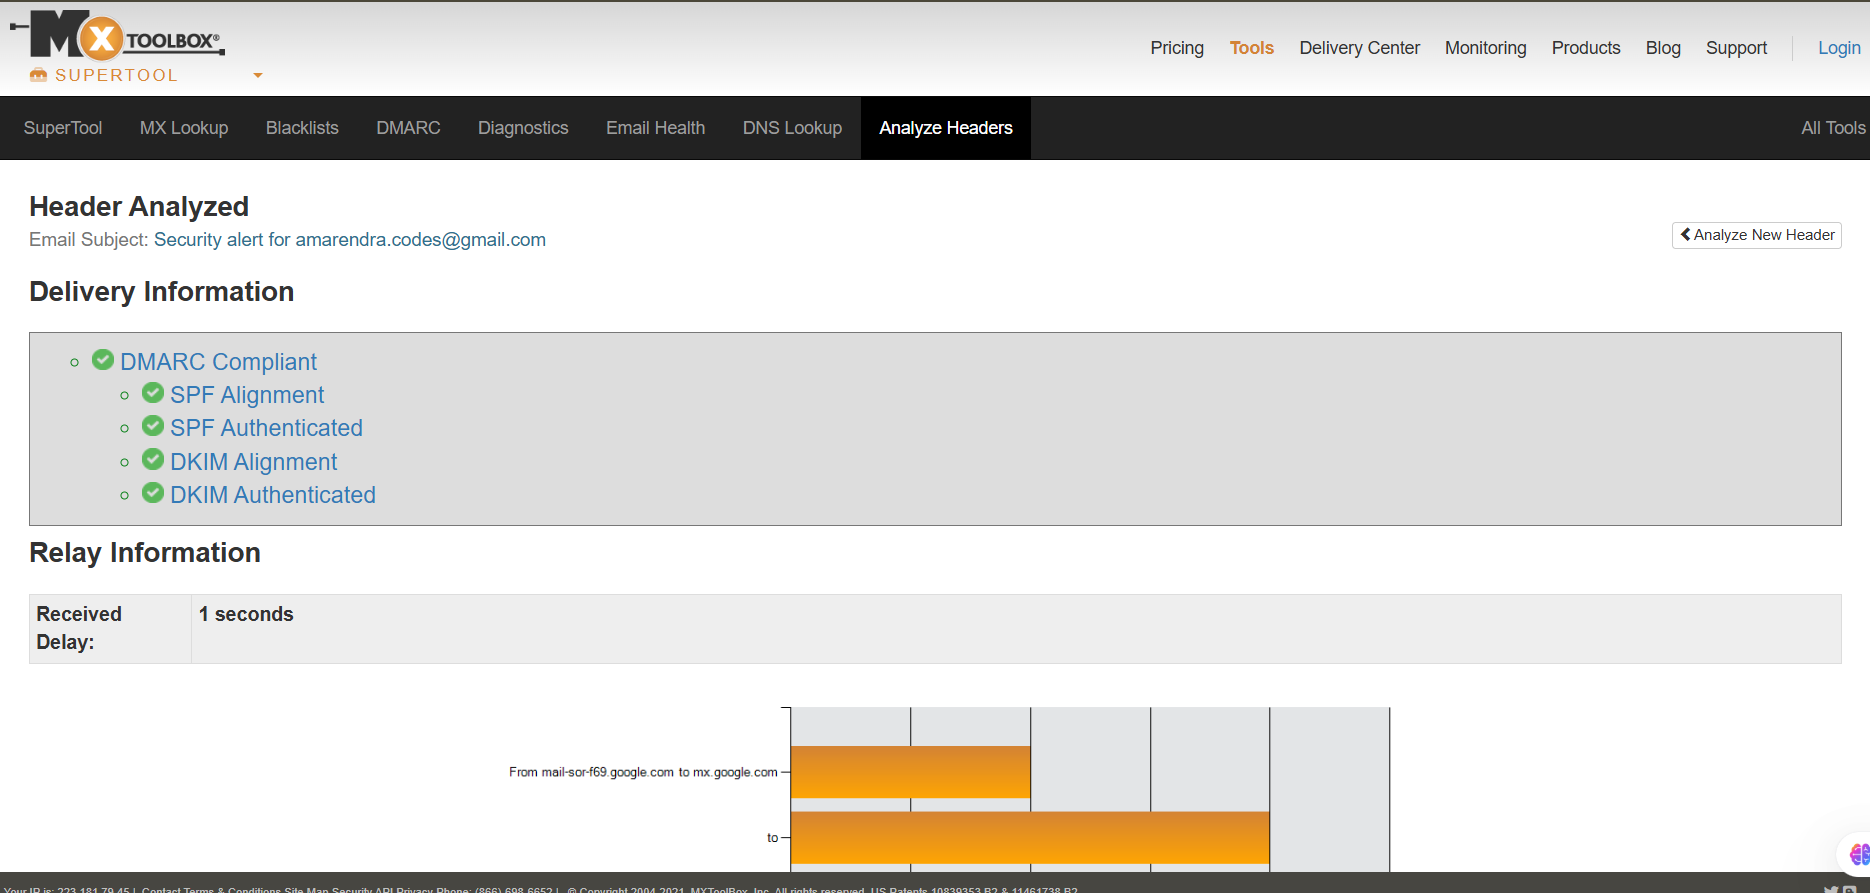 MX TOOLBOX®
SUPERTOOL
Pricing Tools Delivery Center Monitoring Products Blog Support Login
SuperTool MX Lookup Blacklists DMARC Diagnostics Email Health DNS Lookup Analyze Headers All Tools
Header Analyzed
Email Subject: Security alert for amarendra.codes@gmail.com
Analyze New Header
Delivery Information
DMARC Compliant
SPF Alignment
SPF Authenticated
DKIM Alignment
DKIM Authenticated
Relay Information
Received Delay: 1 seconds
From mail-sor-f69.google.com to mx.google.com
to
Your IP is: 223.181.79.45 | Contact Terms & Conditions Site Map Security API Privacy Phone: (866) 698-6652 | © Copyright 2004-2021, MXToolBox, Inc. All rights reserved. US Patents 10839353 B2 & 11461738 B2